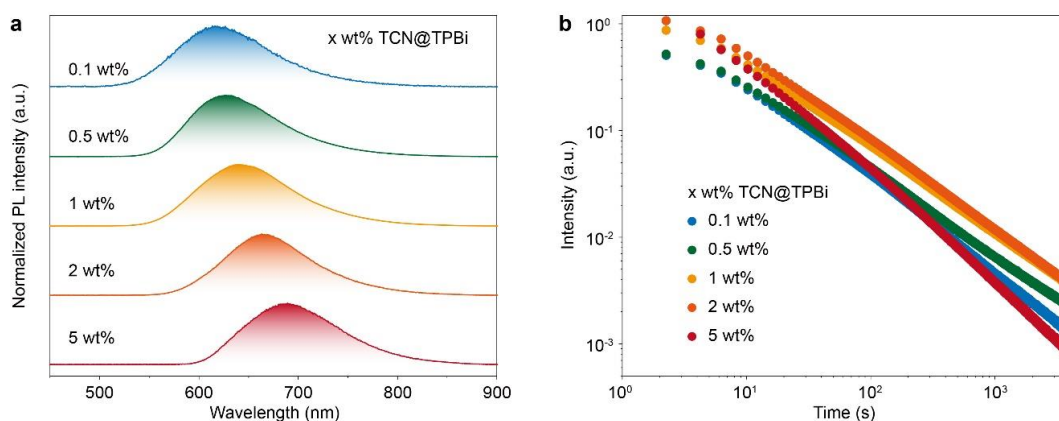 a
x wt% TCN@TPBi
0.1 wt%
0.5 wt%
1 wt%
2 wt%
5 wt%
Normalized PL intensity (a.u.)
500 600 700 800 900
Wavelength (nm)
b
10⁰
10⁻¹
10⁻²
10⁻³
Intensity (a.u.)
x wt% TCN@TPBi
0.1 wt%
0.5 wt%
1 wt%
2 wt%
5 wt%
10⁰ 10¹ 10² 10³
Time (s)